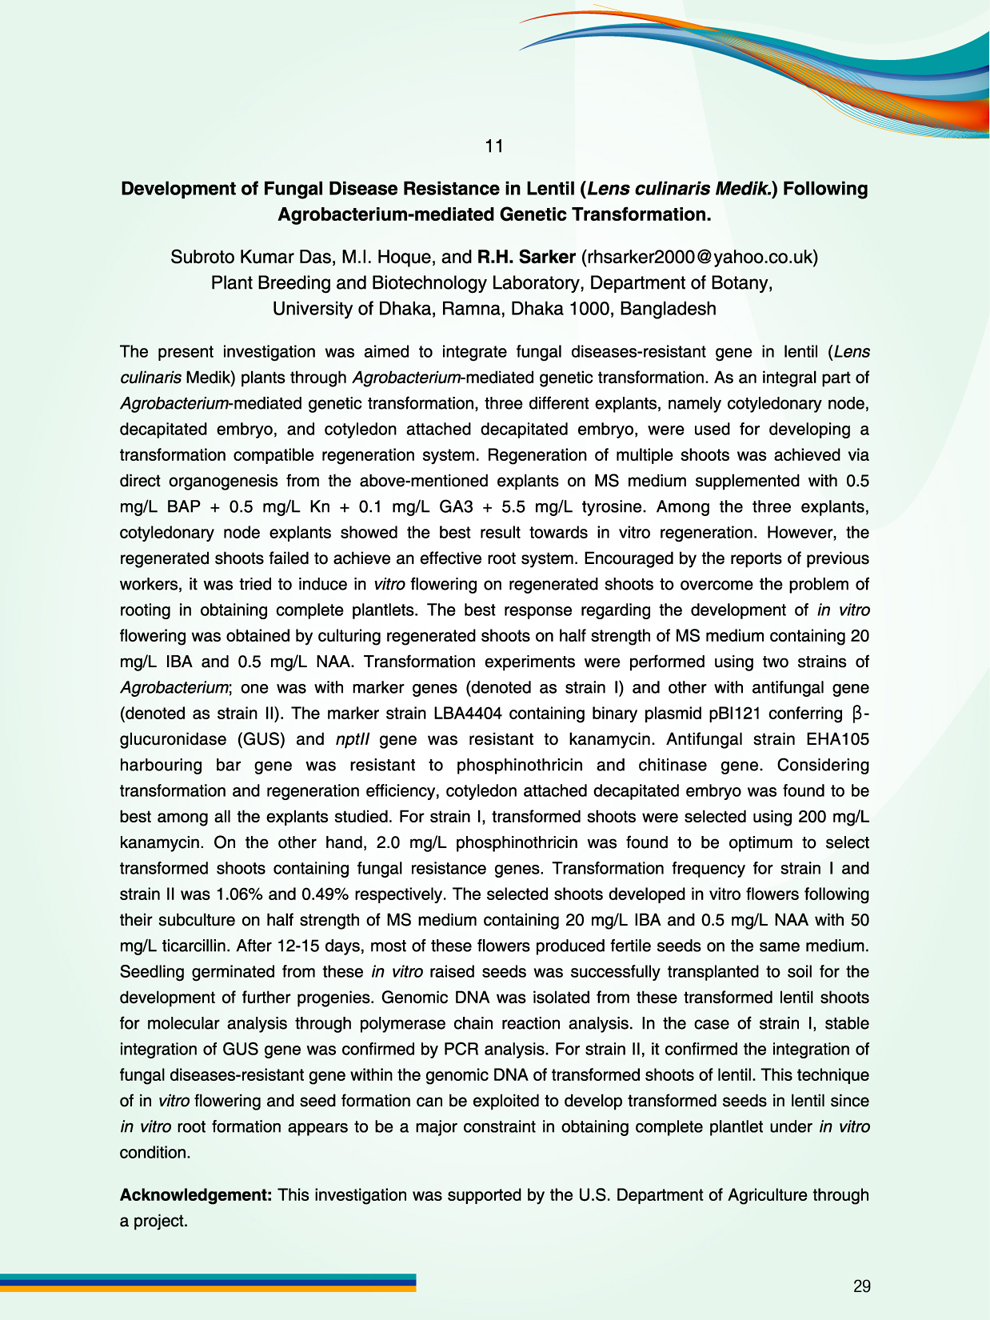 11
Development of Fungal Disease Resistance in Lentil (Lens culinaris Medik.) Following
Agrobacterium-mediated Genetic Transformation.
Subroto Kumar Das, M.I. Hoque, and R.H. Sarker (rhsarker2000@yahoo.co.uk)
Plant Breeding and Biotechnology Laboratory, Department of Botany,
University of Dhaka, Ramna, Dhaka 1000, Bangladesh
The present investigation was aimed to integrate fungal diseases-resistant gene in lentil (Lens
culinaris Medik) plants through Agrobacterium-mediated genetic transformation. As an integral part of
Agrobacterium-mediated genetic transformation, three different explants, namely cotyledonary node,
decapitated embryo, and cotyledon attached decapitated embryo, were used for developing a
transformation compatible regeneration system. Regeneration of multiple shoots was achieved via
direct organogenesis from the above-mentioned explants on MS medium supplemented with 0.5
mg/L BAP + 0.5 mg/L Kn + 0.1 mg/L GA3 + 5.5 mg/L tyrosine. Among the three explants,
cotyledonary node explants showed the best result towards in vitro regeneration. However, the
regenerated shoots failed to achieve an effective root system. Encouraged by the reports of previous
workers, it was tried to induce in vitro flowering on regenerated shoots to overcome the problem of
rooting in obtaining complete plantlets. The best response regarding the development of in vitro
flowering was obtained by culturing regenerated shoots on half strength of MS medium containing 20
mg/L IBA and 0.5 mg/L NAA. Transformation experiments were performed using two strains of
Agrobacterium; one was with marker genes (denoted as strain I) and other with antifungal gene
(denoted as strain II). The marker strain LBA4404 containing binary plasmid pBI121 conferring β-
glucuronidase (GUS) and nptII gene was resistant to kanamycin. Antifungal strain EHA105
harbouring bar gene was resistant to phosphinothricin and chitinase gene. Considering
transformation and regeneration efficiency, cotyledon attached decapitated embryo was found to be
best among all the explants studied. For strain I, transformed shoots were selected using 200 mg/L
kanamycin. On the other hand, 2.0 mg/L phosphinothricin was found to be optimum to select
transformed shoots containing fungal resistance genes. Transformation frequency for strain I and
strain II was 1.06% and 0.49% respectively. The selected shoots developed in vitro flowers following
their subculture on half strength of MS medium containing 20 mg/L IBA and 0.5 mg/L NAA with 50
mg/L ticarcillin. After 12-15 days, most of these flowers produced fertile seeds on the same medium.
Seedling germinated from these in vitro raised seeds was successfully transplanted to soil for the
development of further progenies. Genomic DNA was isolated from these transformed lentil shoots
for molecular analysis through polymerase chain reaction analysis. In the case of strain I, stable
integration of GUS gene was confirmed by PCR analysis. For strain II, it confirmed the integration of
fungal diseases-resistant gene within the genomic DNA of transformed shoots of lentil. This technique
of in vitro flowering and seed formation can be exploited to develop transformed seeds in lentil since
in vitro root formation appears to be a major constraint in obtaining complete plantlet under in vitro
condition.
Acknowledgement: This investigation was supported by the U.S. Department of Agriculture through
a project.
29